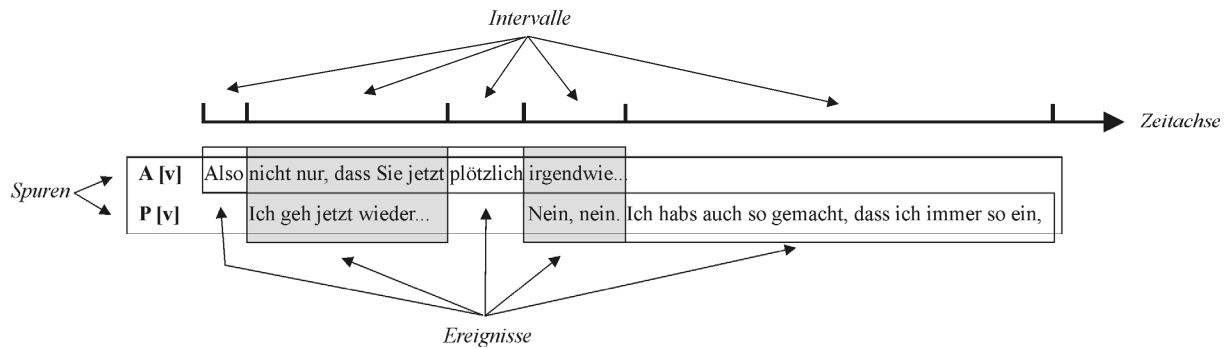 Intervalle
Zeitachse
Spuren
A [v] Also nicht nur, dass Sie jetzt plötzlich irgendwie...
P [v] Ich geh jetzt wieder... Nein, nein. Ich habs auch so gemacht, dass ich immer so ein,
Ereignisse